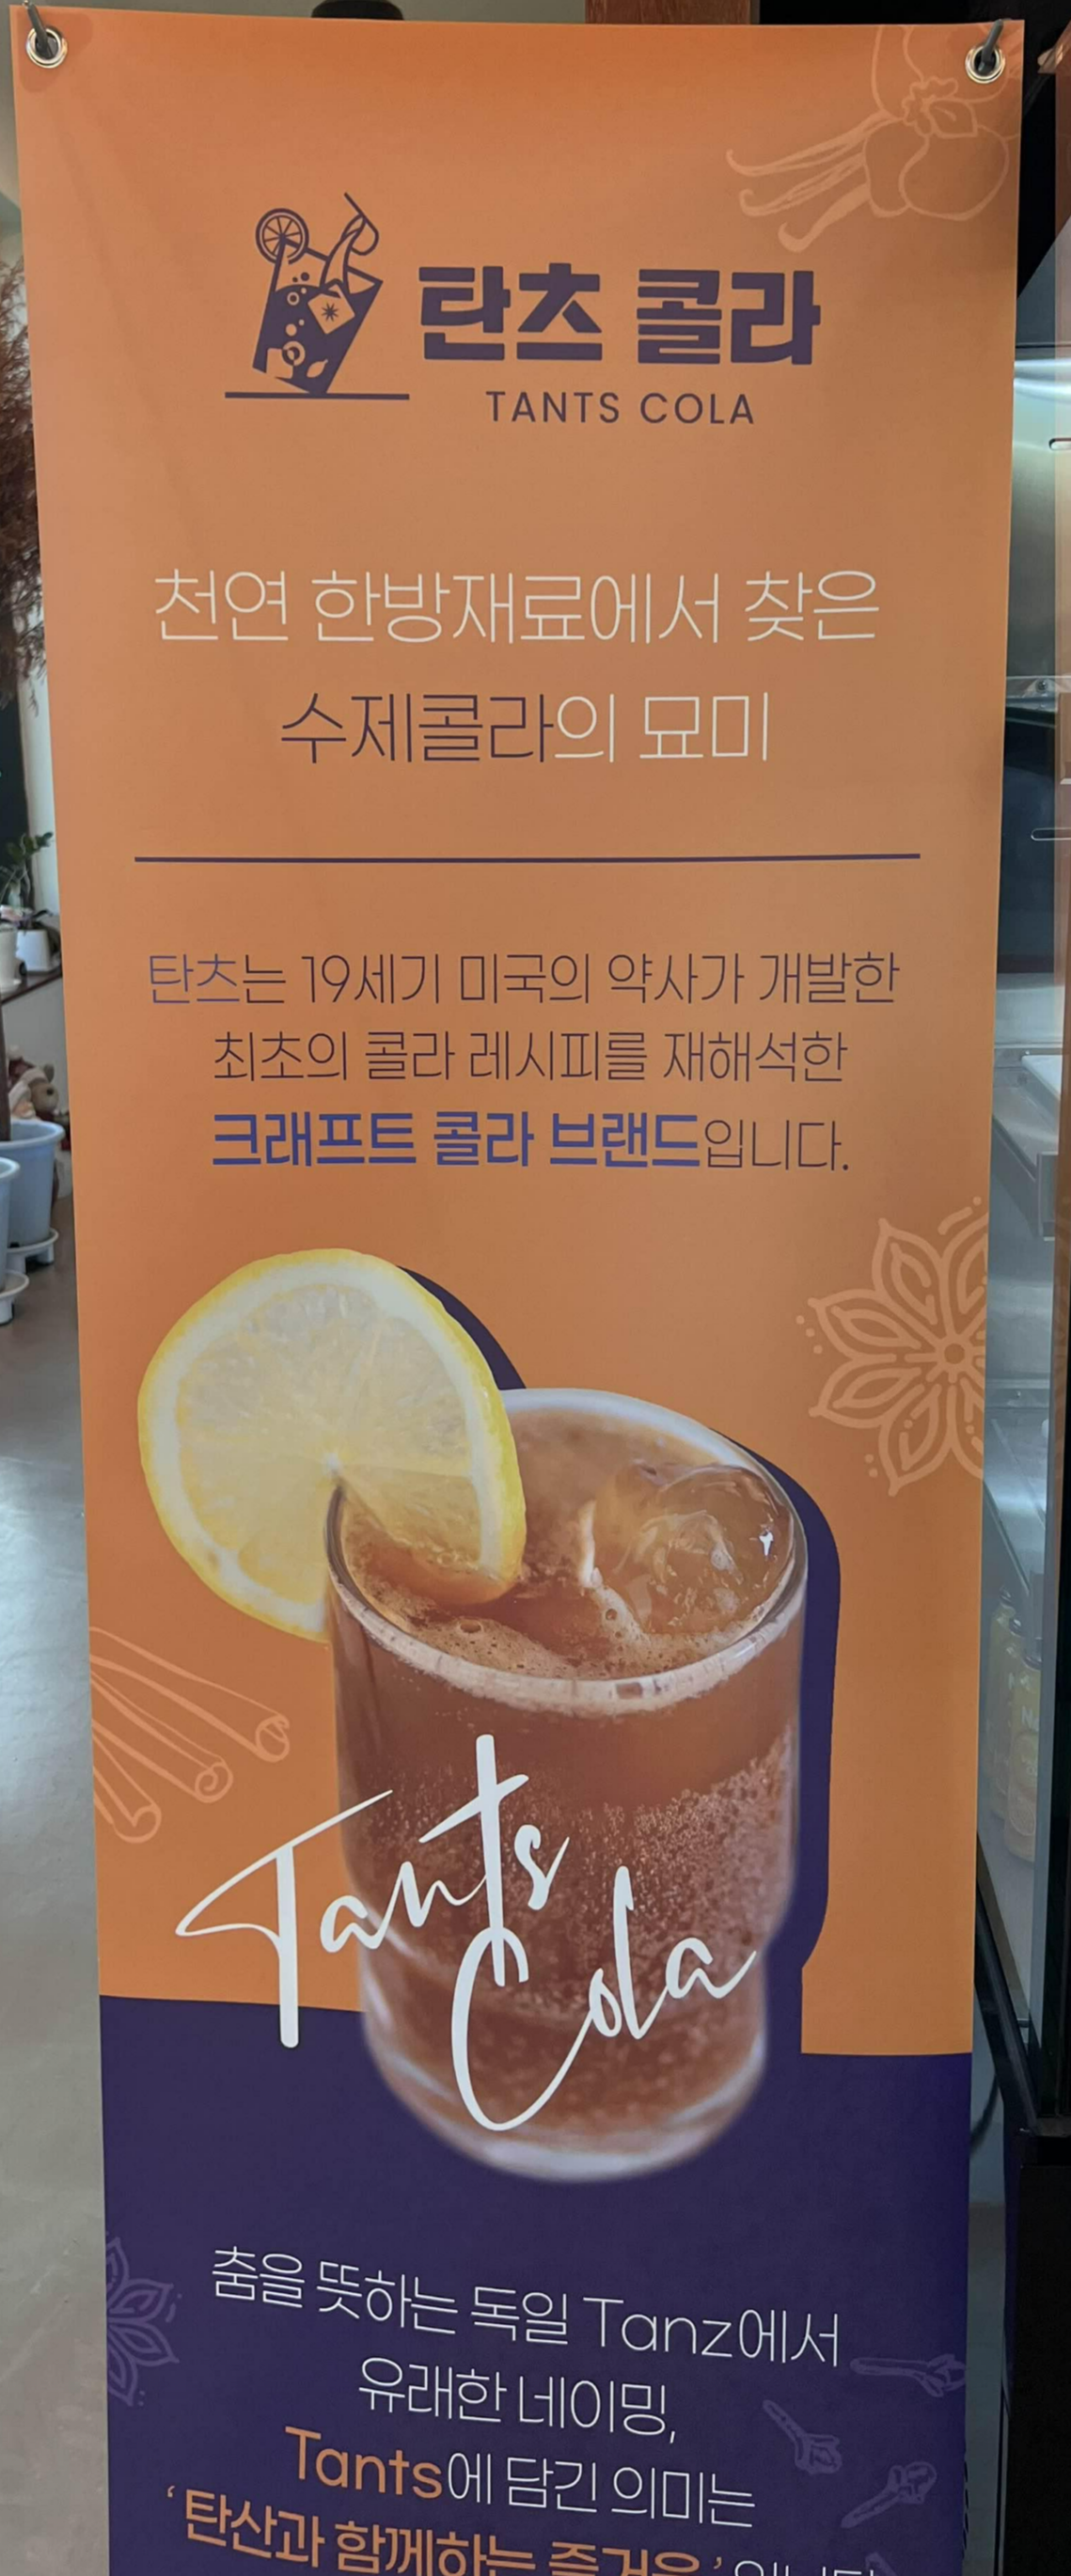 탄츠 콜라
TANTS COLA
천연 한방재료에서 찾은
수제콜라의 묘미
탄츠는 19세기 미국의 약사가 개발한
최초의 콜라 레시피를 재해석한
크래프트 콜라 브랜드입니다.
Tants
Cola
춤을 뜻하는 독일 Tanz에서
유래한 네이밍,
Tants에 담긴 의미는
‘탄산과 함께하는 즐거움’